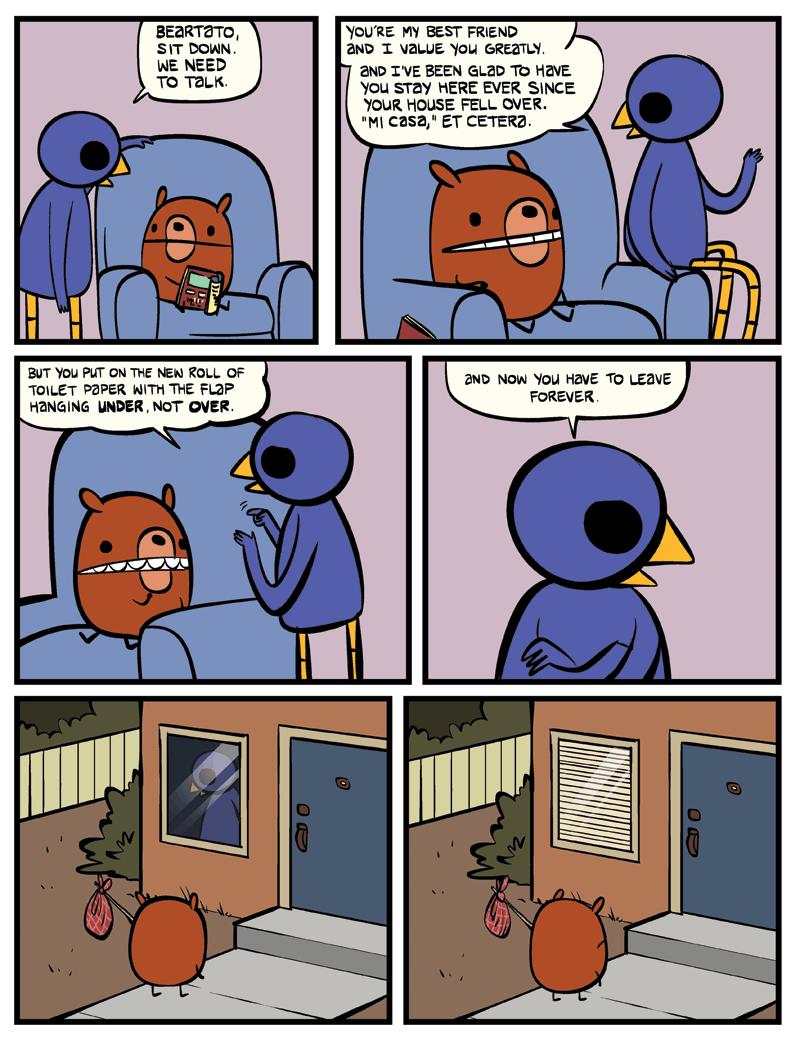 BEARTATO,
SIT DOWN.
WE NEED
TO TALK.
YOU'RE MY BEST FRIEND
AND I VALUE YOU GREATLY.
AND I'VE BEEN GLAD TO HAVE
YOU STAY HERE EVER SINCE
YOUR HOUSE FELL OVER.
"MI CASA," ET CETERA.
BUT YOU PUT ON THE NEW ROLL OF
TOILET PAPER WITH THE FLAP
HANGING UNDER, NOT OVER.
AND NOW YOU HAVE TO LEAVE
FOREVER.